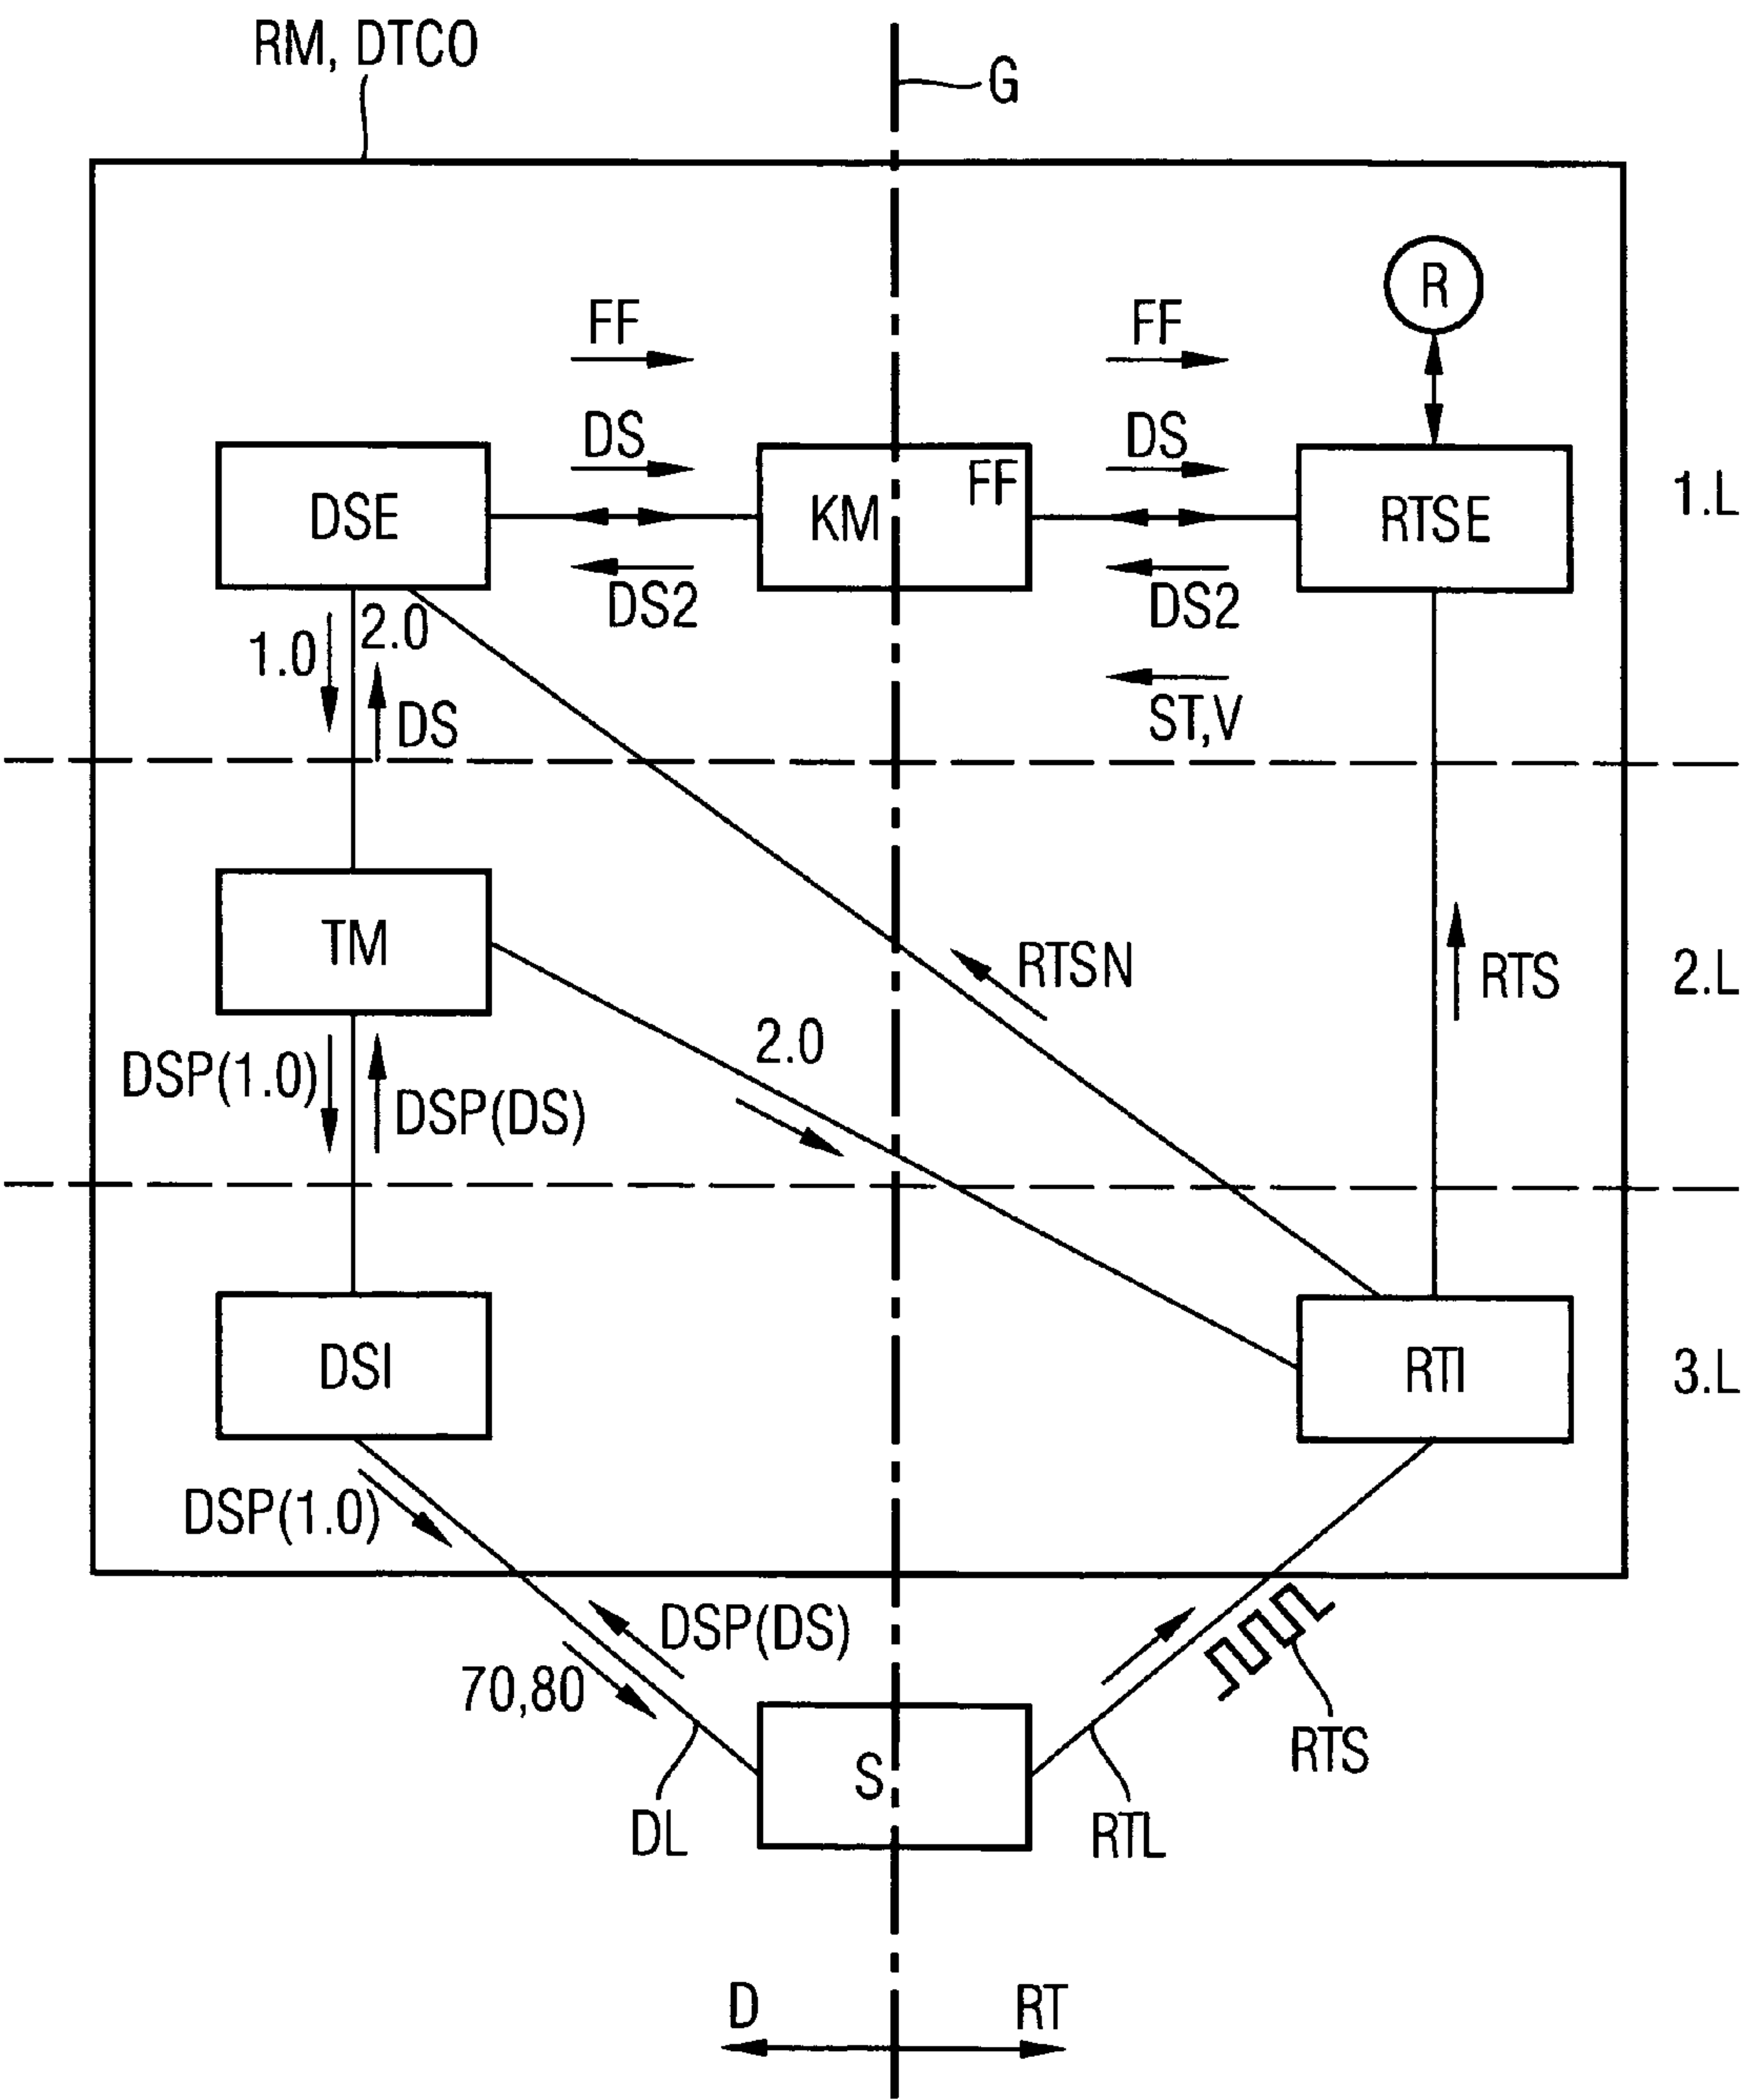 RM, DTCO
G
R
FF
FF
DS
DS
DSE
KM
FF
RTSE
1.L
DS2
DS2
1.0
2.0
DS
ST,V
TM
RTSN
RTS
2.L
2.0
DSP(1.0)
DSP(DS)
DSI
RTI
3.L
DSP(1.0)
DSP(DS)
70,80
RTS
S
DL
RTL
D
RT